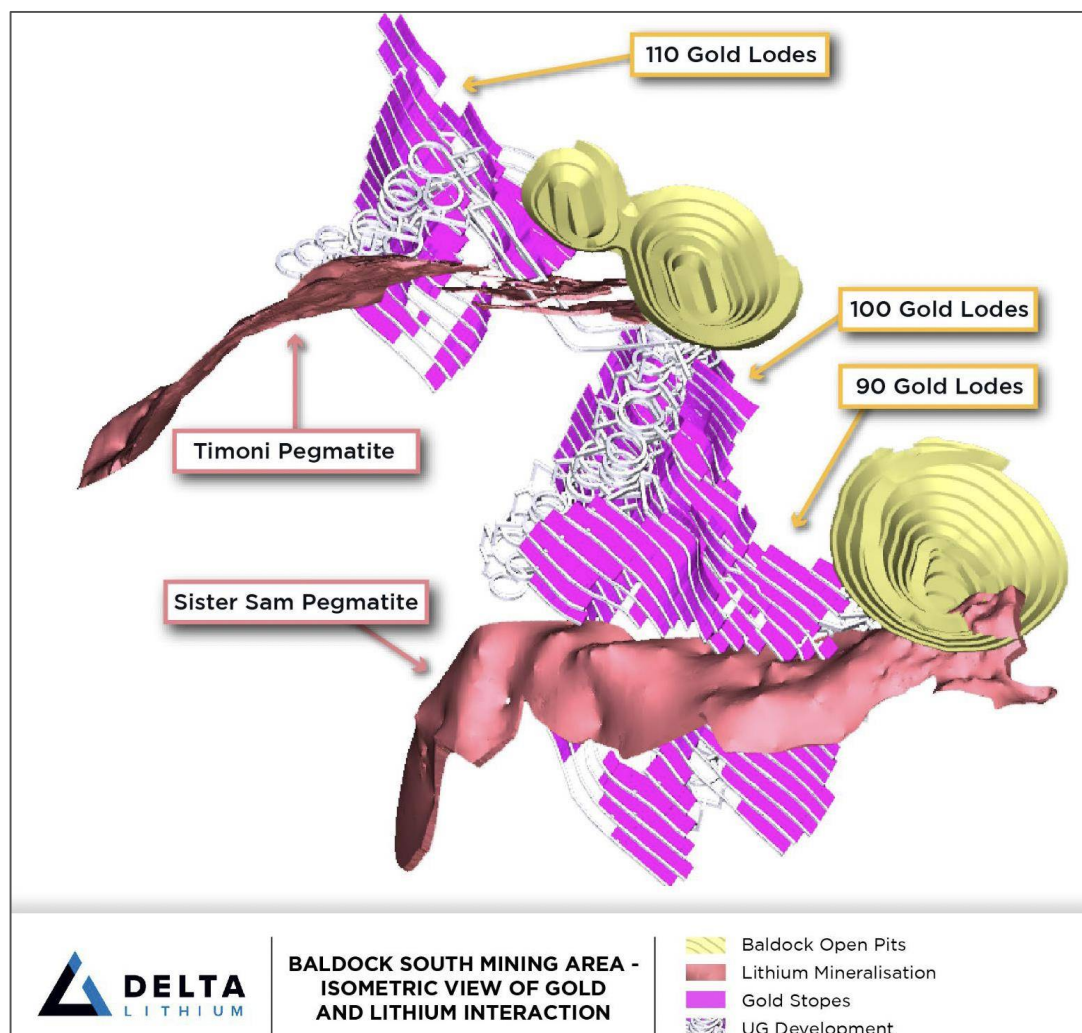 110 Gold Lodes
100 Gold Lodes
90 Gold Lodes
Timoni Pegmatite
Sister Sam Pegmatite
DELTA
LITHIUM
BALDOCK SOUTH MINING AREA -
ISOMETRIC VIEW OF GOLD
AND LITHIUM INTERACTION
Baldock Open Pits
Lithium Mineralisation
Gold Stopes
UG Development